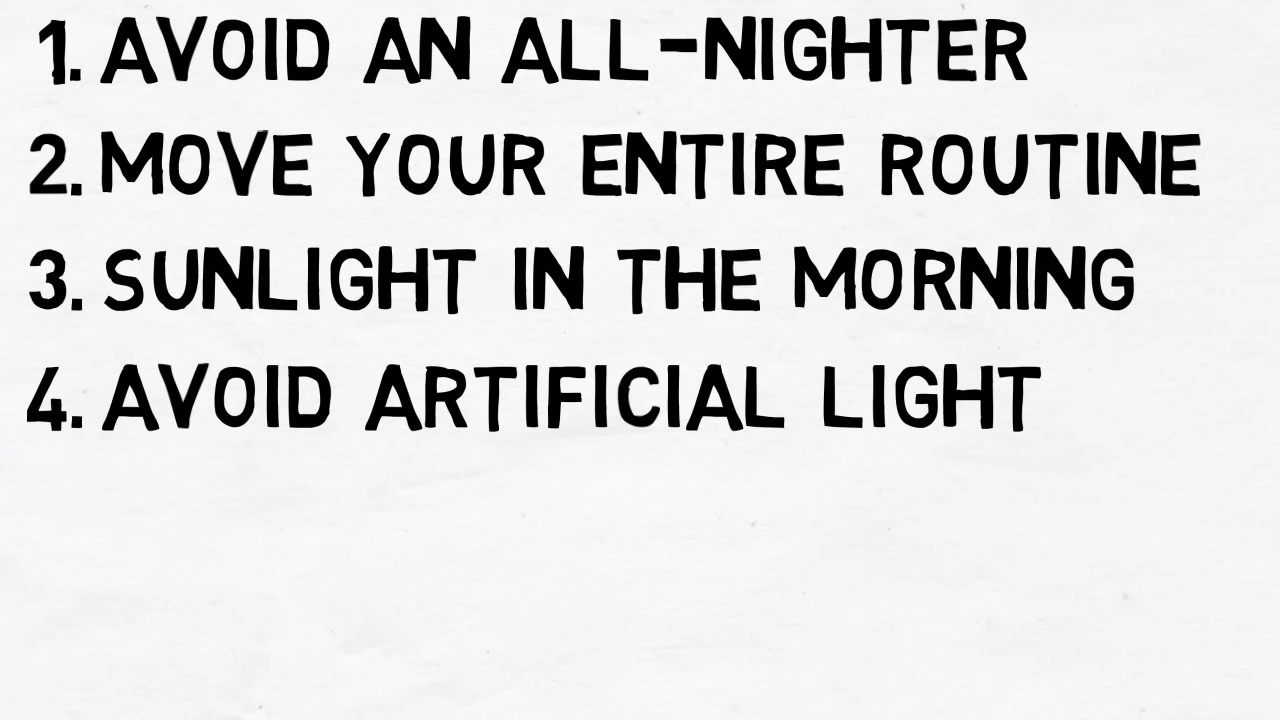 1. AVOID AN ALL-NIGHTER
2. MOVE YOUR ENTIRE ROUTINE
3. SUNLIGHT IN THE MORNING
4. AVOID ARTIFICIAL LIGHT